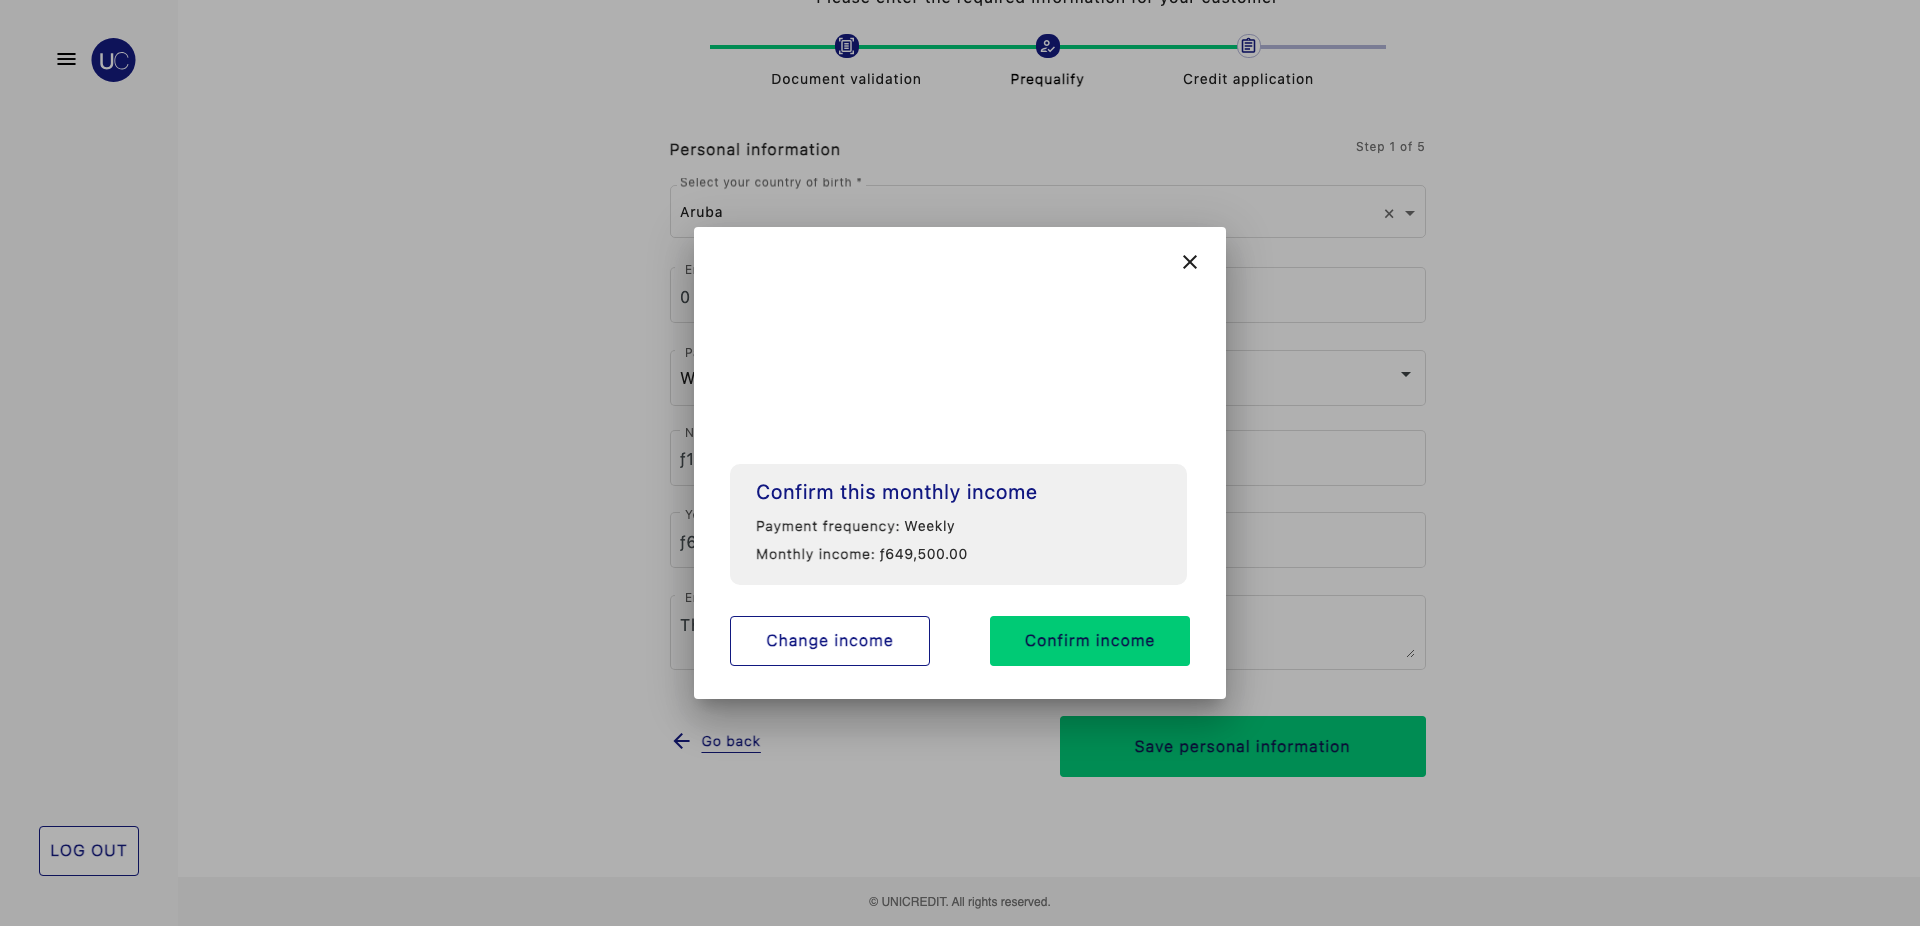 Please enter the required information for your customer
UC
Document validation
Prequalify
Credit application
Personal information
Step 1 of 5
Select your country of birth *
Aruba
0
W
ƒ1
ƒ6
Confirm this monthly income
Payment frequency: Weekly
Monthly income: ƒ649,500.00
Change income
Confirm income
Go back
Save personal information
LOG OUT
© UNICREDIT. All rights reserved.